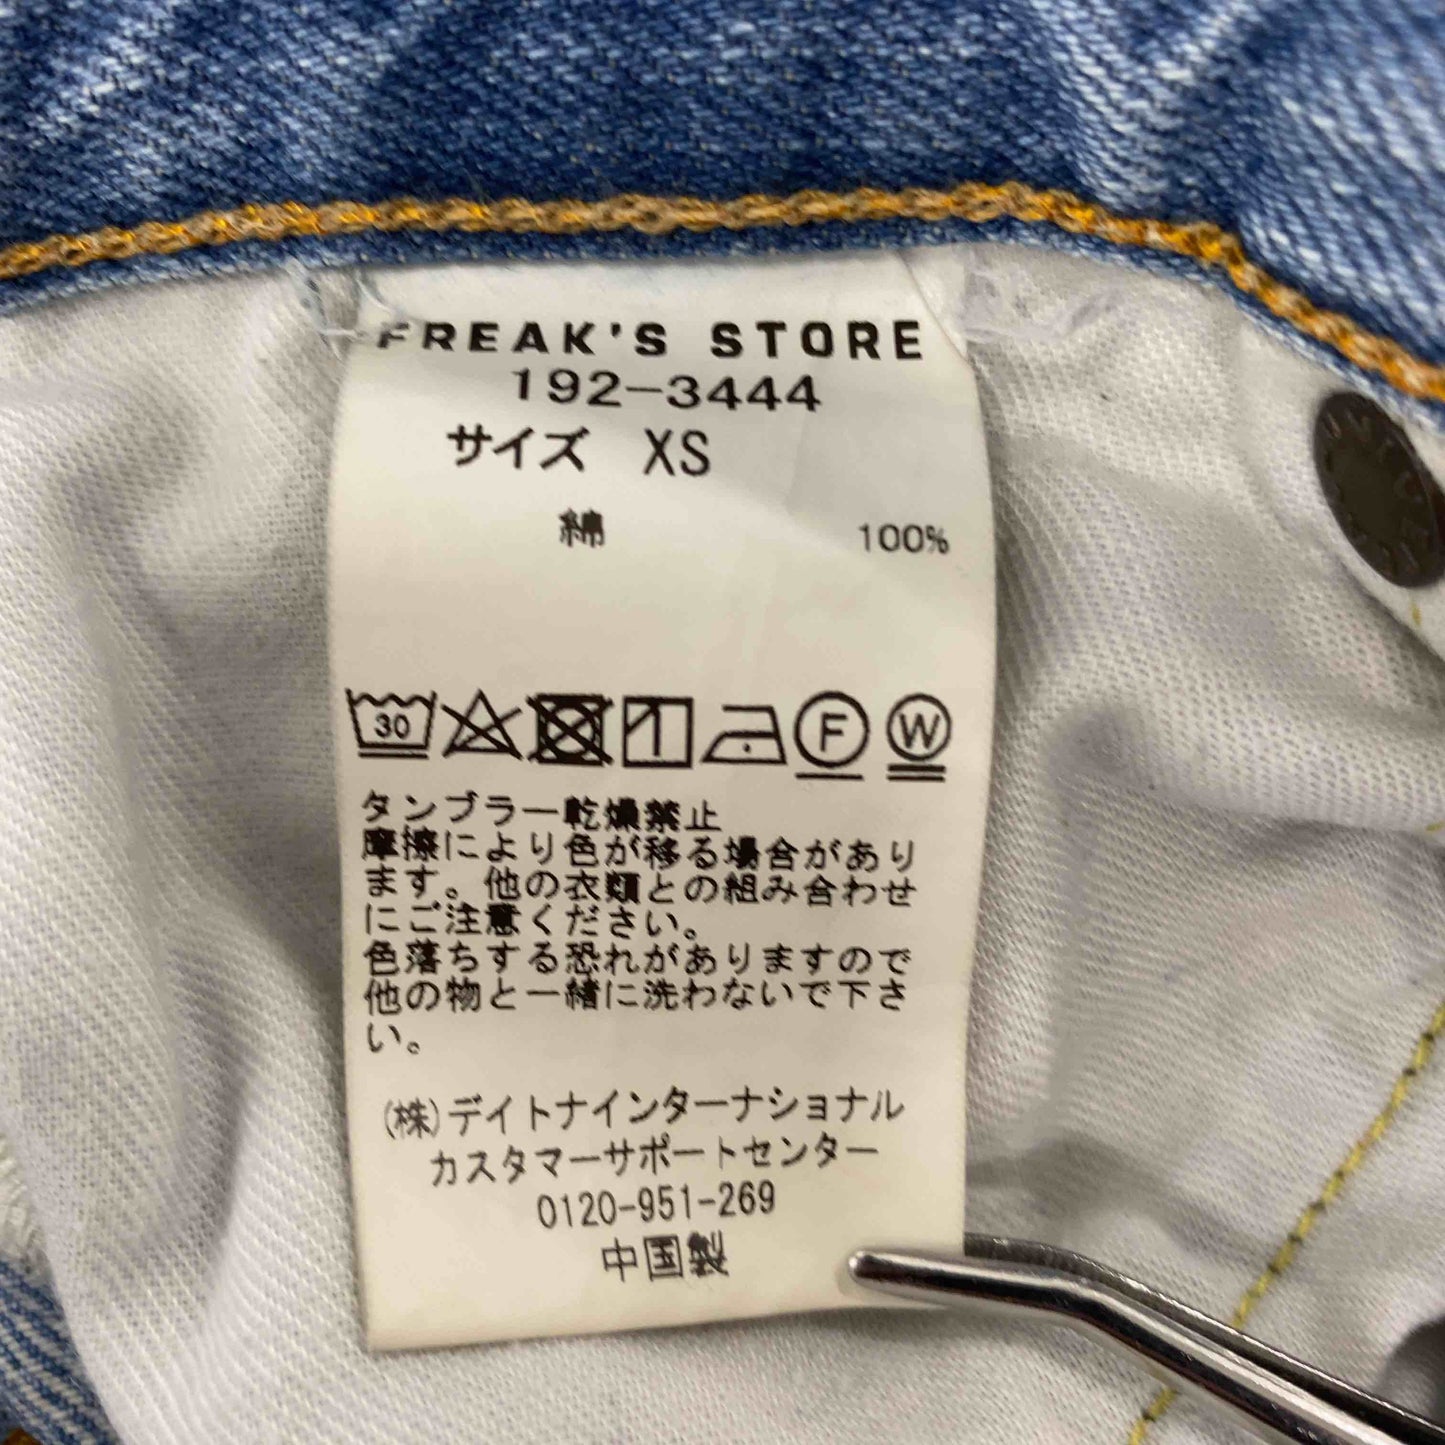 FREAK'S STORE
192-3444
サイズ XS
綿 100%
30 F W
タンブラー乾燥禁止
摩擦により色が移る場合があり
ます。他の衣類との組み合わせ
にご注意ください。
色落ちする恐れがありますので
他の物と一緒に洗わないで下さ
い。
(株)デイトナインターナショナル
カスタマーサポートセンター
0120-951-269
中国製